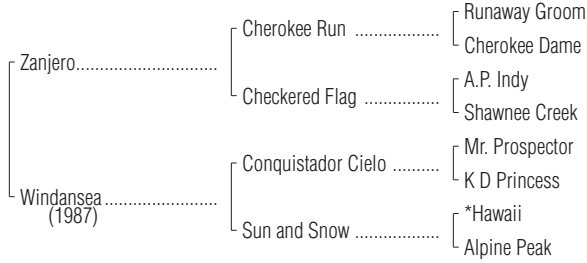 Runaway Groom
Cherokee Run ..................
Cherokee Dame
Zanjero..............................
A.P. Indy
Checkered Flag ................
Shawnee Creek
Mr. Prospector
Conquistador Cielo ..........
K D Princess
Windansea........................
(1987)
*Hawaii
Sun and Snow ..................
Alpine Peak